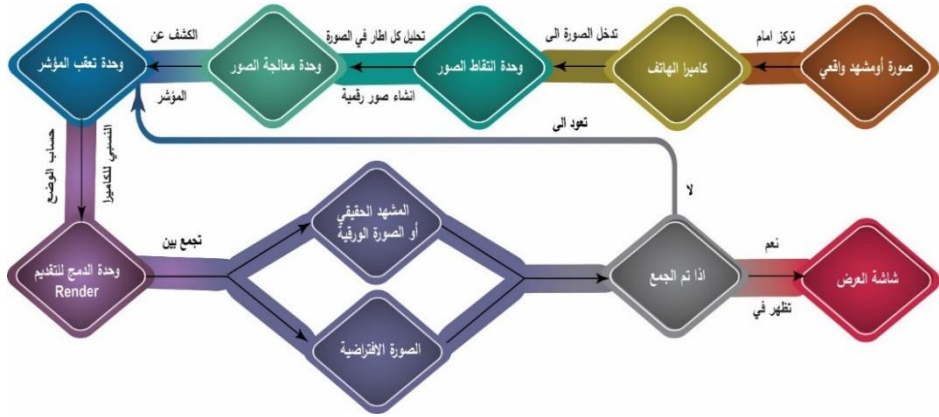 صورة أومشهد واقعي
تركز امام
كاميرا الهاتف
تدخل الصورة الى
وحدة التقاط الصور
تحليل كل اطار في الصورة
انشاء صور رقمية
وحدة معالجة الصور
الكشف عن
المؤشر
وحدة تعقب المؤشر
حساب الوضع
النسبي للكاميرا
وحدة الدمج للتقديم
Render
تجمع بين
المشهد الحقيقي
أو الصورة الورقية
الصورة الافتراضية
اذا تم الجمع
لا
تعود الى
نعم
تظهر في
شاشة العرض